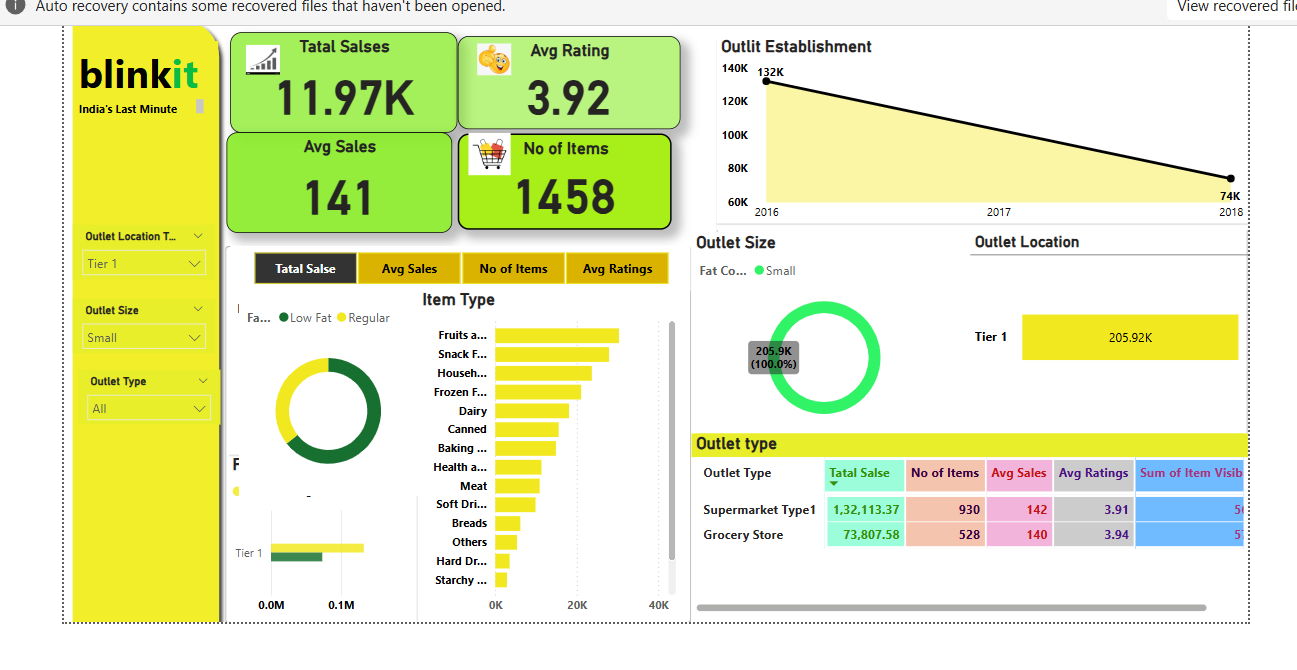 Auto recovery contains some recovered files that haven't been opened.
View recovered file
blinkit
India's Last Minute
Outlet Location T...
Tier 1
Outlet Size
Small
Outlet Type
All
Tatal Salses
11.97K
Avg Rating
3.92
Avg Sales
141
No of Items
1458
Tatal Salse
Avg Sales
No of Items
Avg Ratings
Fa... Low Fat Regular
F
Tier 1
0.0M 0.1M
Item Type
Fruits a...
Snack F...
Househ...
Frozen F...
Dairy
Canned
Baking ...
Health a...
Meat
Soft Dri...
Breads
Others
Hard Dr...
Starchy ...
0K 20K 40K
Outlit Establishment
140K
120K
100K
80K
60K
132K
74K
2016 2017 2018
Outlet Size
Fat Co... Small
205.9K
(100.0%)
Outlet Location
Tier 1 205.92K
Outlet type
Outlet Type Tatal Salse No of Items Avg Sales Avg Ratings Sum of Item Visib
Supermarket Type1 1,32,113.37 930 142 3.91
Grocery Store 73,807.58 528 140 3.94